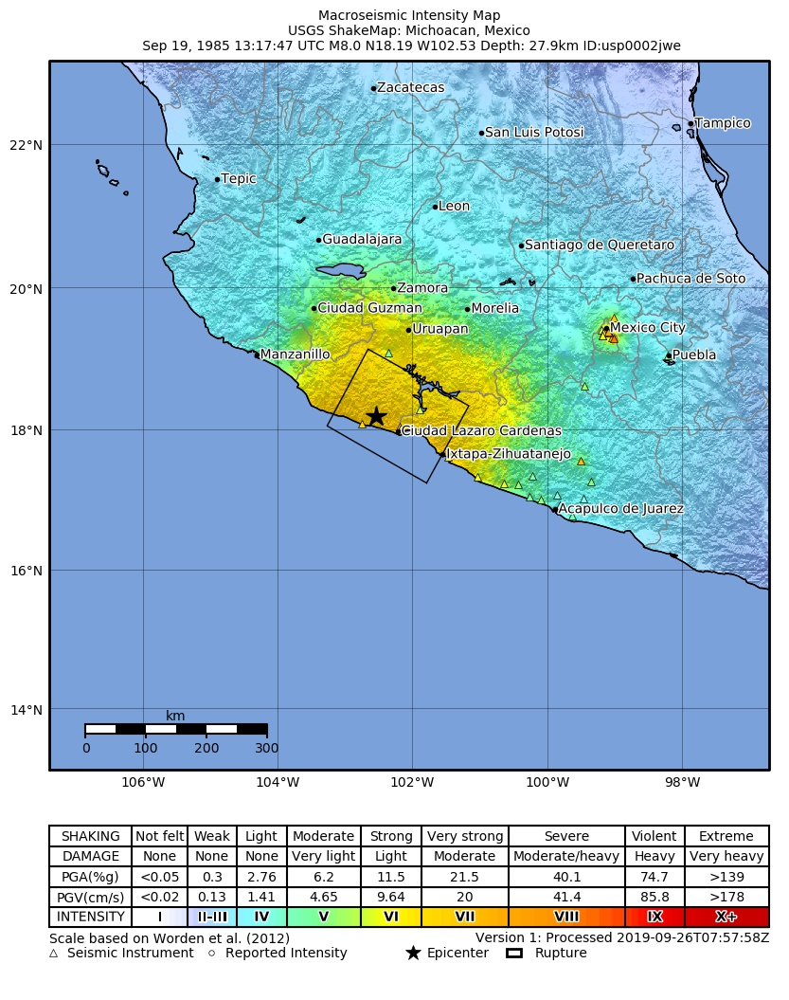 Macroseismic Intensity Map
USGS ShakeMap: Michoacan, Mexico
Sep 19, 1985 13:17:47 UTC M8.0 N18.19 W102.53 Depth: 27.9km ID:usp0002jwe
Zacatecas
Tampico
San Luis Potosi
22°N
Tepic
Leon
Guadalajara
Santiago de Queretaro
Pachuca de Soto
20°N
Zamora
Ciudad Guzman
Morelia
Mexico City
Uruapan
Manzanillo
Puebla
18°N
Ciudad Lazaro Cardenas
Ixtapa-Zihuatanejo
Acapulco de Juarez
16°N
14°N
km
0 100 200 300
106°W 104°W 102°W 100°W 98°W
SHAKING Not felt Weak Light Moderate Strong Very strong Severe Violent Extreme
DAMAGE None None None Very light Light Moderate Moderate/heavy Heavy Very heavy
PGA(%g) <0.05 0.3 2.76 6.2 11.5 21.5 40.1 74.7 >139
PGV(cm/s) <0.02 0.13 1.41 4.65 9.64 20 41.4 85.8 >178
INTENSITY I II-III IV V VI VII VIII IX X+
Scale based on Worden et al. (2012) Version 1: Processed 2019-09-26T07:57:58Z
Seismic Instrument Reported Intensity Epicenter Rupture